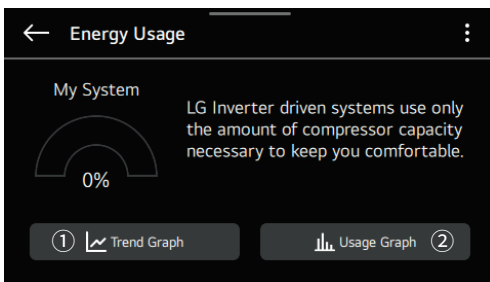 Energy Usage
My System
LG Inverter driven systems use only
the amount of compressor capacity
necessary to keep you comfortable.
0%
① Trend Graph
Usage Graph ②